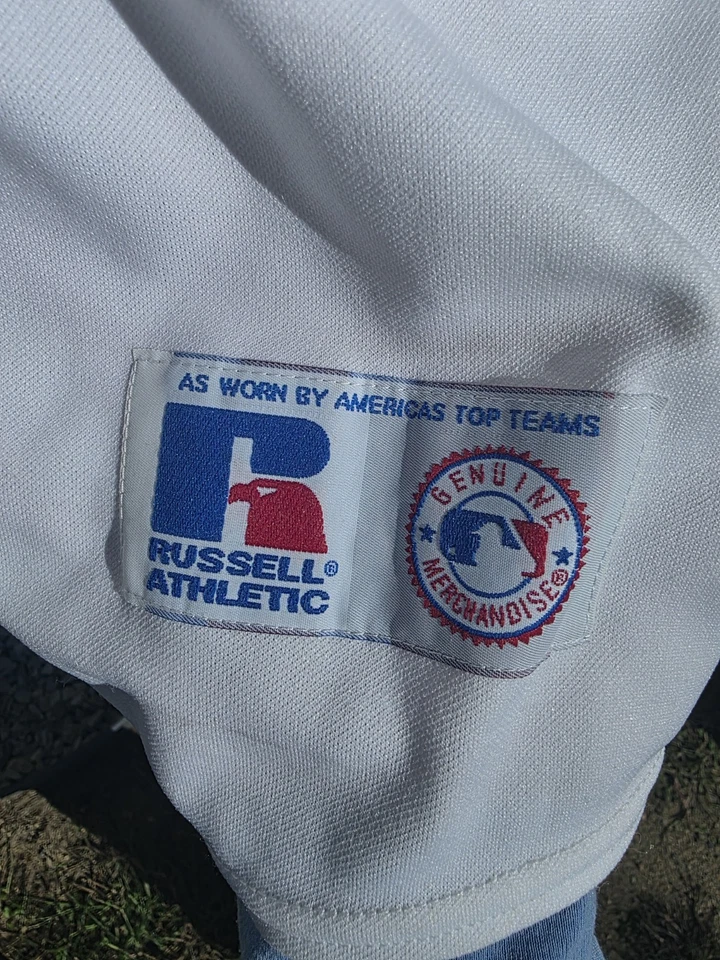 AS WORN BY AMERICAS TOP TEAMS
R
RUSSELL®
ATHLETIC
GENUINE
MERCHANDISE®